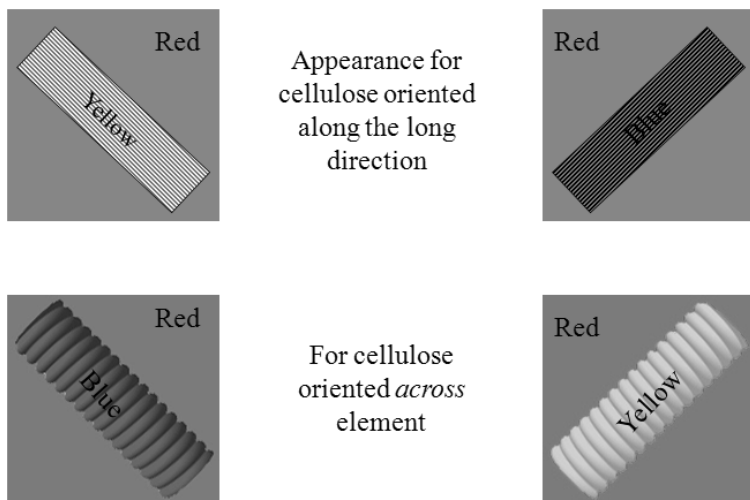 Red
Yellow
Appearance for
cellulose oriented
along the long
direction
Red
Blue
Red
Blue
For cellulose
oriented across
element
Red
Yellow